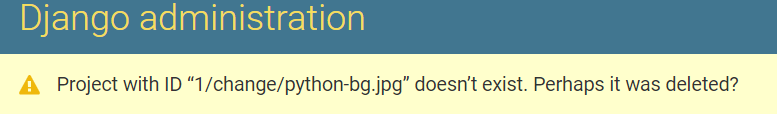 Django administration
Project with ID “1/change/python-bg.jpg” doesn’t exist. Perhaps it was deleted?